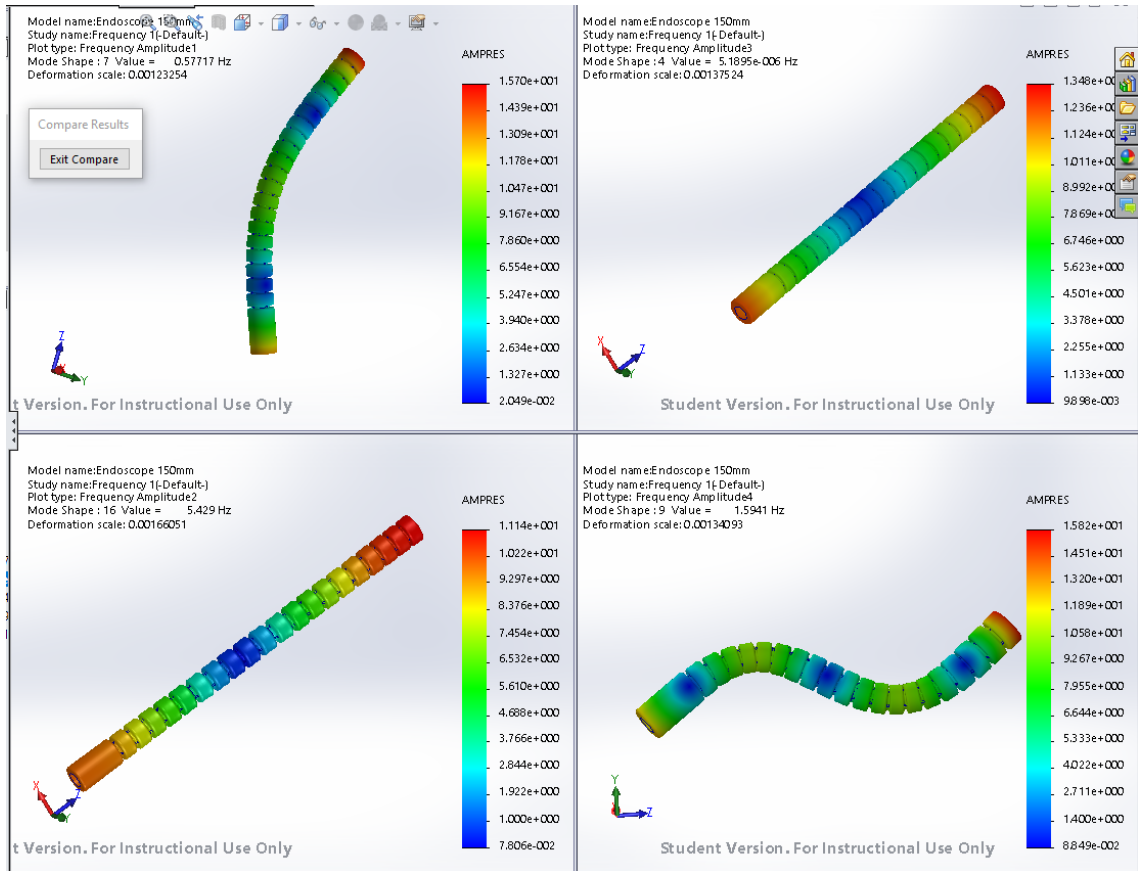 Model name:Endoscope 150mm
Study name:Frequency 1(-Default-)
Plot type: Frequency Amplitude1
Mode Shape : 7 Value = 0.57717 Hz
Deformation scale: 0.00123254
Compare Results
Exit Compare
AMPRES
1.570e+001
1.439e+001
1.309e+001
1.178e+001
1.047e+001
9.167e+000
7.860e+000
6.554e+000
5.247e+000
3.940e+000
2.634e+000
1.327e+000
2.049e-002
Z
X
Y
t Version. For Instructional Use Only
Model name:Endoscope 150mm
Study name:Frequency 1(-Default-)
Plot type: Frequency Amplitude3
Mode Shape : 4 Value = 5.1895e-006 Hz
Deformation scale: 0.00137524
AMPRES
1.348e+00
1.236e+00
1.124e+00
1.011e+00
8.992e+00
7.869e+00
6.746e+000
5.623e+000
4.501e+000
3.378e+000
2.255e+000
1.133e+000
9.898e-003
X
Z
Y
Student Version. For Instructional Use Only
Model name:Endoscope 150mm
Study name:Frequency 1(-Default-)
Plot type: Frequency Amplitude2
Mode Shape : 16 Value = 5.429 Hz
Deformation scale: 0.00166051
AMPRES
1.114e+001
1.022e+001
9.297e+000
8.376e+000
7.454e+000
6.532e+000
5.610e+000
4.688e+000
3.766e+000
2.844e+000
1.922e+000
1.000e+000
7.806e-002
X
Z
Y
t Version. For Instructional Use Only
Model name:Endoscope 150mm
Study name:Frequency 1(-Default-)
Plot type: Frequency Amplitude4
Mode Shape : 9 Value = 1.5941 Hz
Deformation scale: 0.00134093
AMPRES
1.582e+001
1.451e+001
1.320e+001
1.189e+001
1.058e+001
9.267e+000
7.955e+000
6.644e+000
5.333e+000
4.022e+000
2.711e+000
1.400e+000
8.849e-002
Y
Z
Student Version. For Instructional Use Only